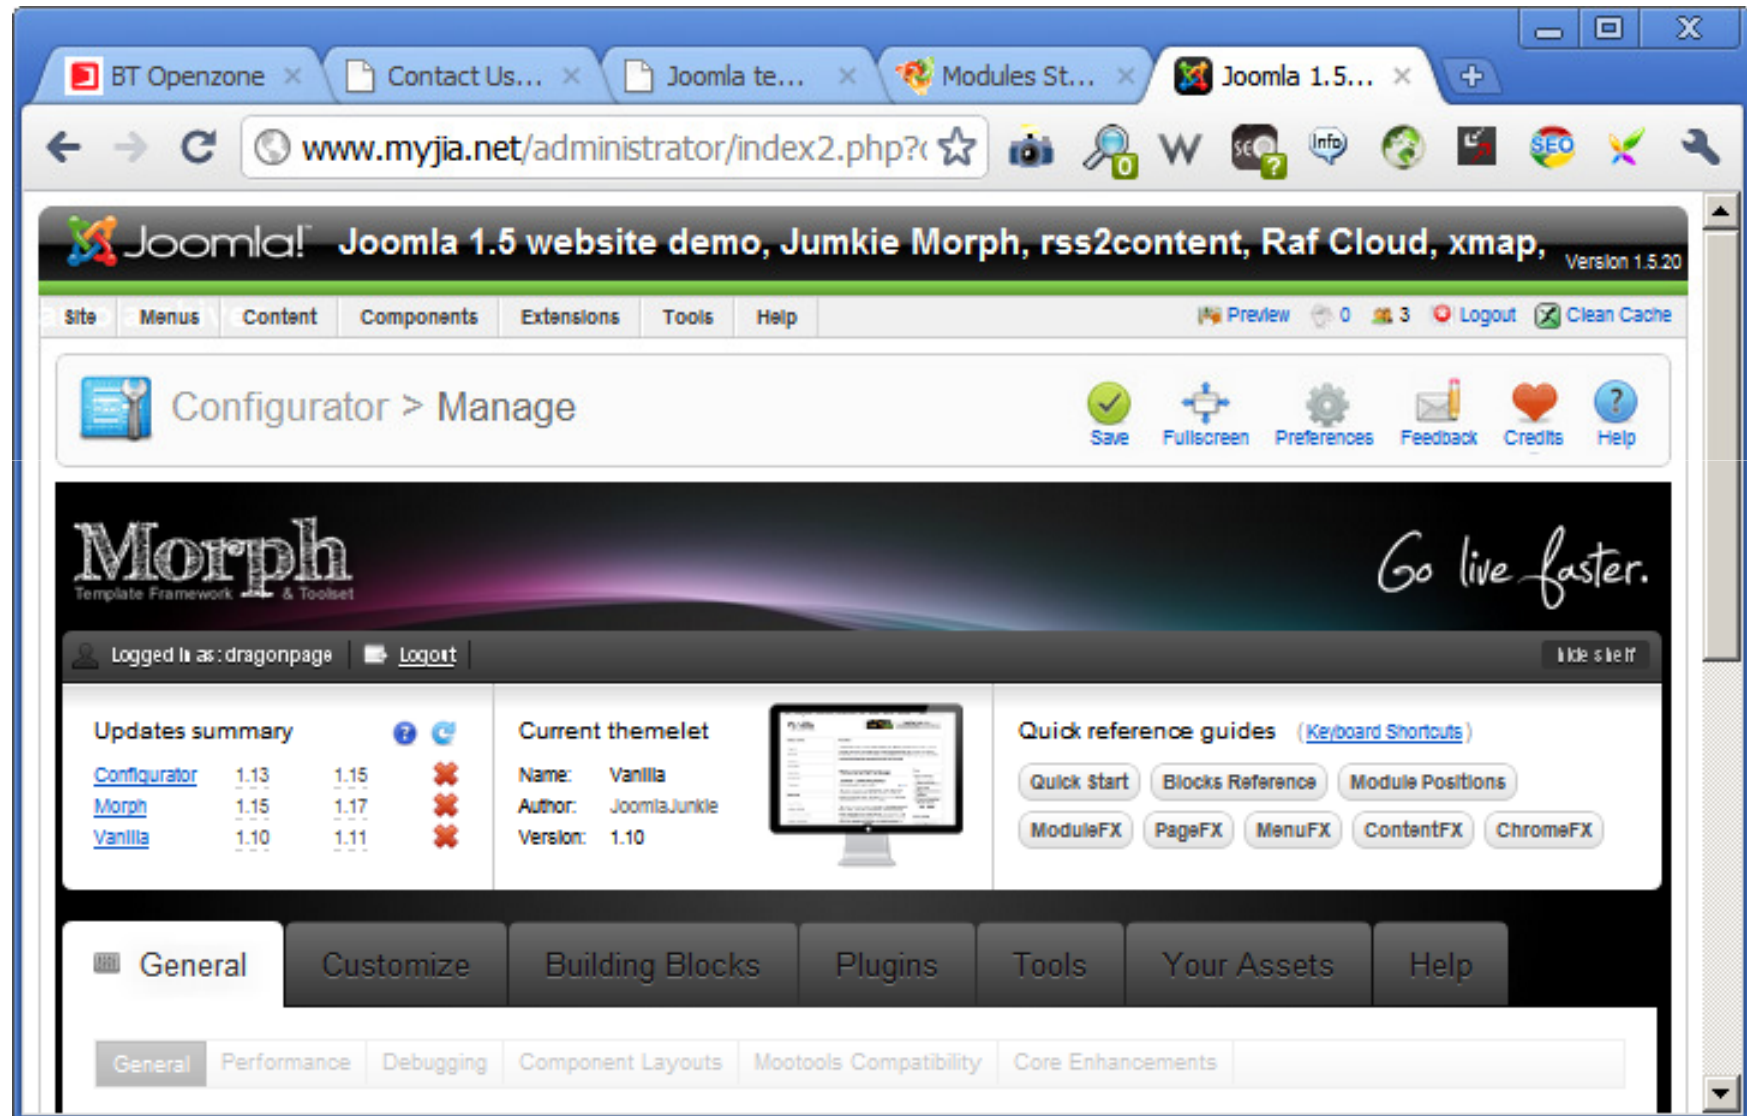 BT Openzone
Contact Us...
Joomla te...
Modules St...
Joomla 1.5...
www.myjia.net/administrator/index2.php?
0
W
SEO
?
Info
SEO
Joomla!
Joomla 1.5 website demo, Jumkie Morph, rss2content, Raf Cloud, xmap,
Version 1.5.20
Site Menus Content Components Extensions Tools Help
Preview 0 3 Logout Clean Cache
Configurator > Manage
Save Fullscreen Preferences Feedback Credits Help
Morph
Template Framework & Toolset
Go live faster.
Logged in as: dragonpage Logout
hide shelf
Updates summary
Configurator 1.13 1.15
Morph 1.15 1.17
Vanilla 1.10 1.11
Current themelet
Name: Vanilla
Author: JoomlaJunkie
Version: 1.10
Quick reference guides (Keyboard Shortcuts)
Quick Start Blocks Reference Module Positions
ModuleFX PageFX MenuFX ContentFX ChromeFX
General Customize Building Blocks Plugins Tools Your Assets Help
General Performance Debugging Component Layouts Mootools Compatibility Core Enhancements